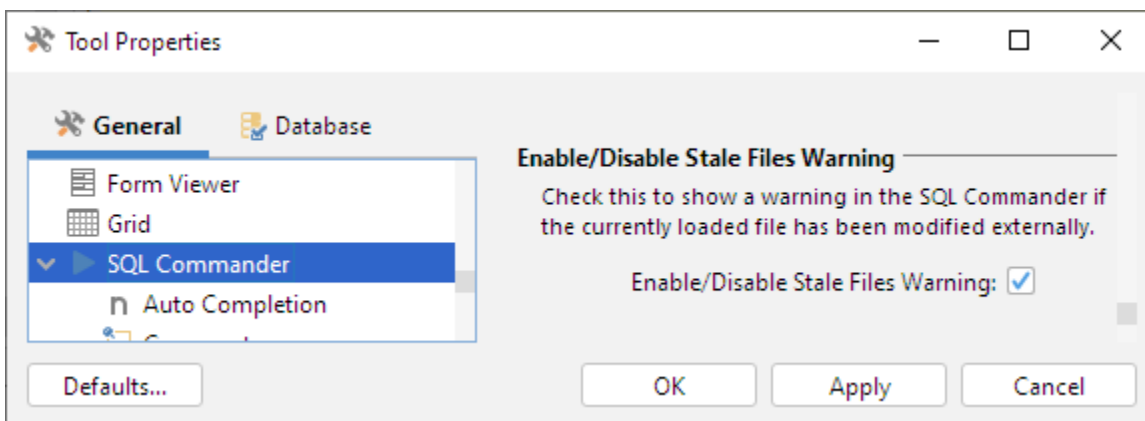 Tool Properties
General
Database
Form Viewer
Grid
SQL Commander
Auto Completion
Enable/Disable Stale Files Warning
Check this to show a warning in the SQL Commander if
the currently loaded file has been modified externally.
Enable/Disable Stale Files Warning:
Defaults...
OK
Apply
Cancel